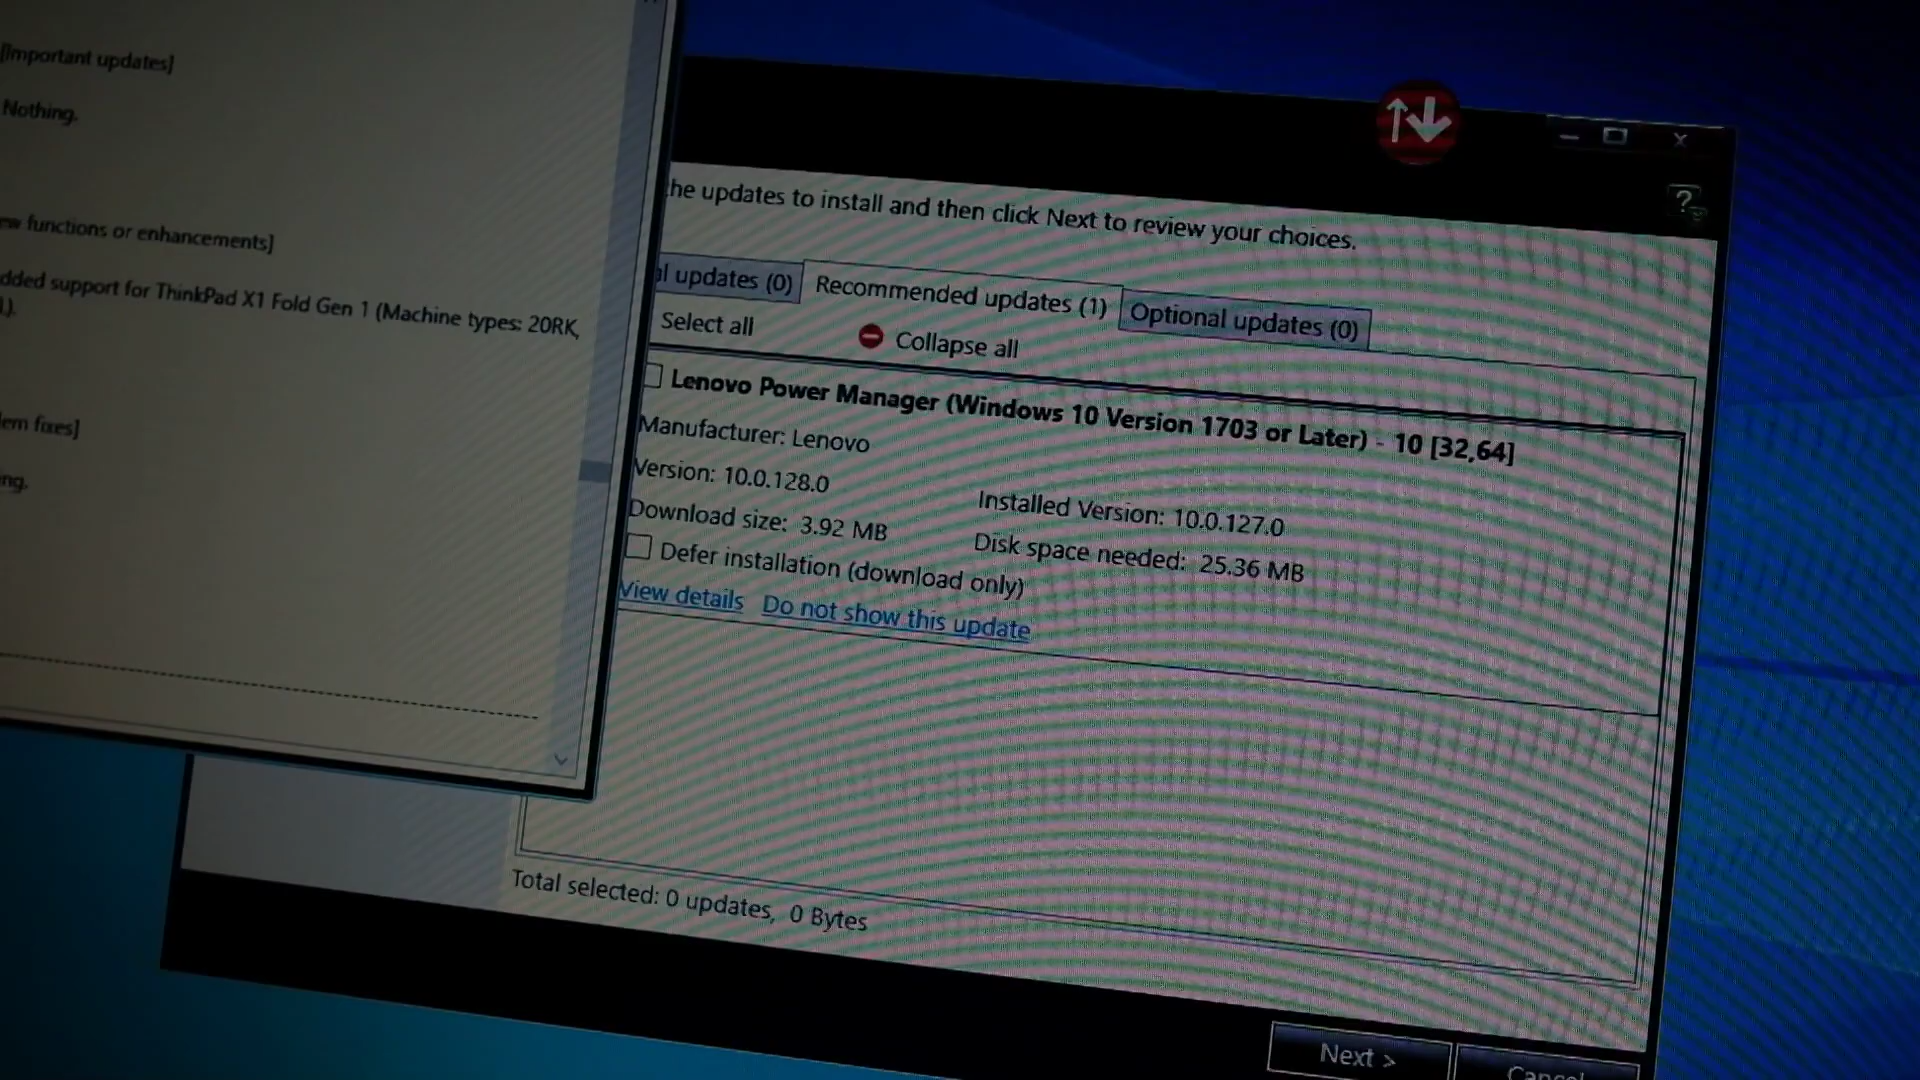 [Important updates]
Nothing.
functions or enhancements]
support for ThinkPad X1 Fold Gen 1 (Machine types: 20RK,
fixes]
the updates to install and then click Next to review your choices.
updates (0)
Recommended updates (1)
Optional updates (0)
Select all
Collapse all
Lenovo Power Manager (Windows 10 Version 1703 or Later) - 10 [32,64]
Manufacturer: Lenovo
Version: 10.0.128.0
Installed Version: 10.0.127.0
Download size: 3.92 MB
Disk space needed: 25.36 MB
Defer installation (download only)
View details
Do not show this update
Total selected: 0 updates, 0 Bytes
Next >
Cancel